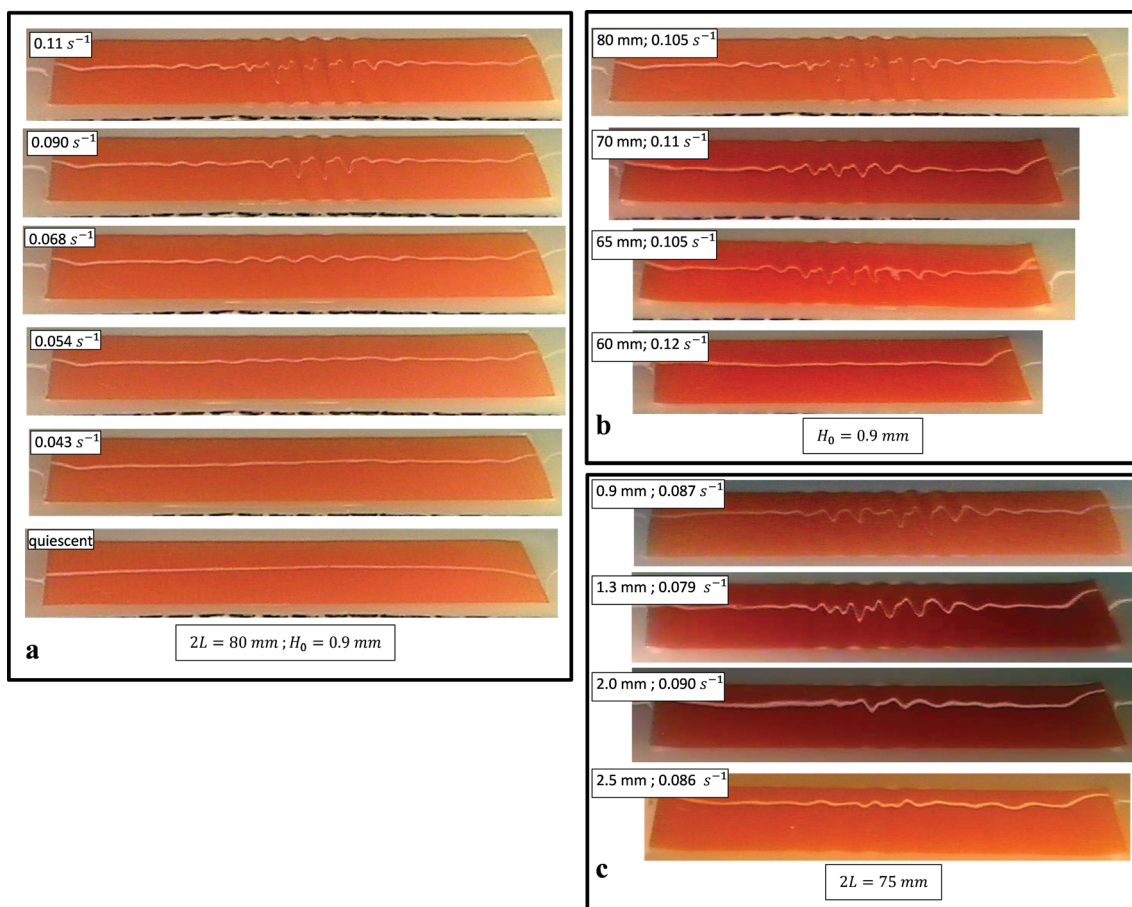 0.11 s⁻¹
0.090 s⁻¹
0.068 s⁻¹
0.054 s⁻¹
0.043 s⁻¹
quiescent
a
2L = 80 mm ; H₀ = 0.9 mm
80 mm; 0.105 s⁻¹
70 mm; 0.11 s⁻¹
65 mm; 0.105 s⁻¹
60 mm; 0.12 s⁻¹
b
H₀ = 0.9 mm
0.9 mm ; 0.087 s⁻¹
1.3 mm ; 0.079 s⁻¹
2.0 mm ; 0.090 s⁻¹
2.5 mm ; 0.086 s⁻¹
c
2L = 75 mm